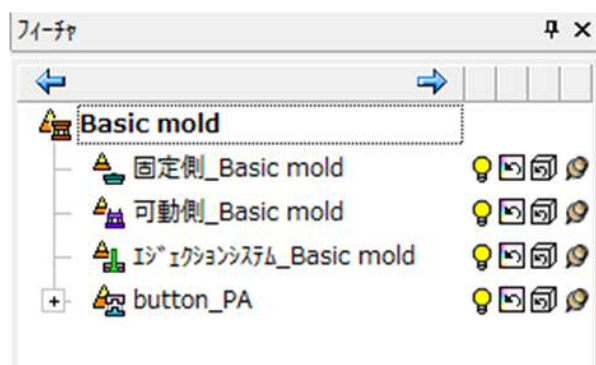 ﾌｨｰﾁｬ
Basic mold
固定側_Basic mold
可動側_Basic mold
ｴｼﾞｪｸｼｮﾝｼｽﾃﾑ_Basic mold
button_PA